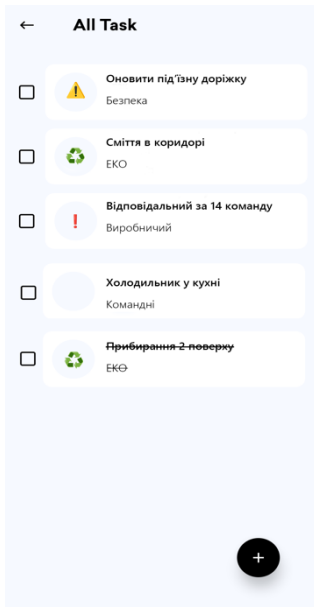 All Task
Оновити під'їзну доріжку
Безпека
Сміття в коридорі
ЕКО
Відповідальний за 14 команду
Виробничий
Холодильник у кухні
Командні
Прибирання 2 поверху
ЕКО